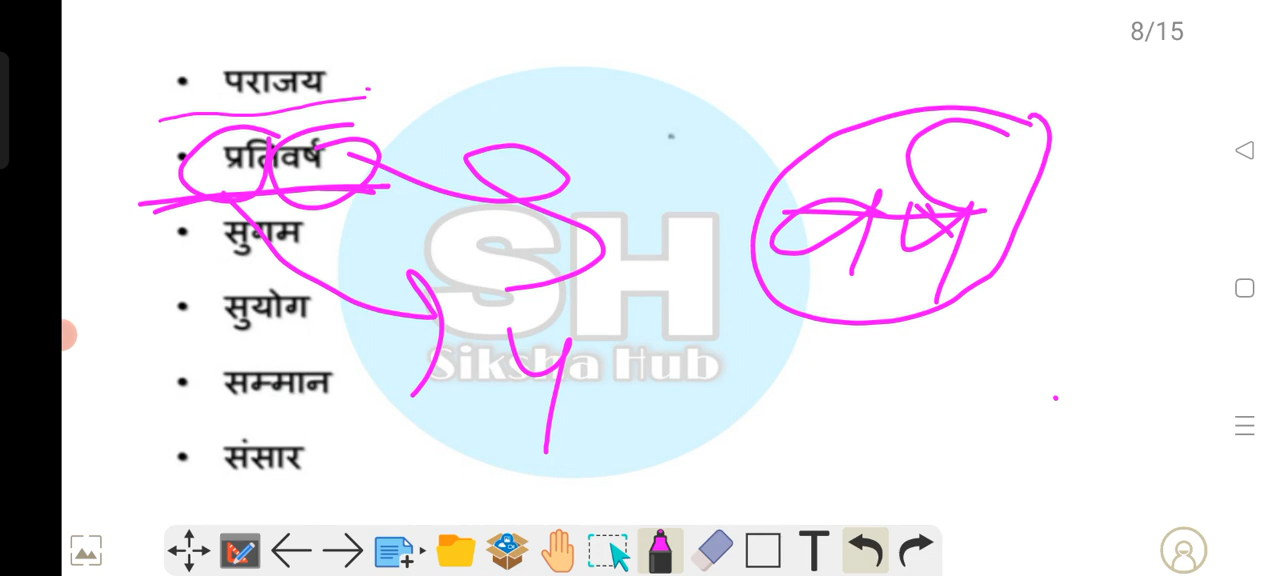 8/15
• पराजय
• प्रतिवर्ष
• सुगम
• सुयोग
• सम्मान
• संसार
SH
Siksha Hub
वर्ष
T